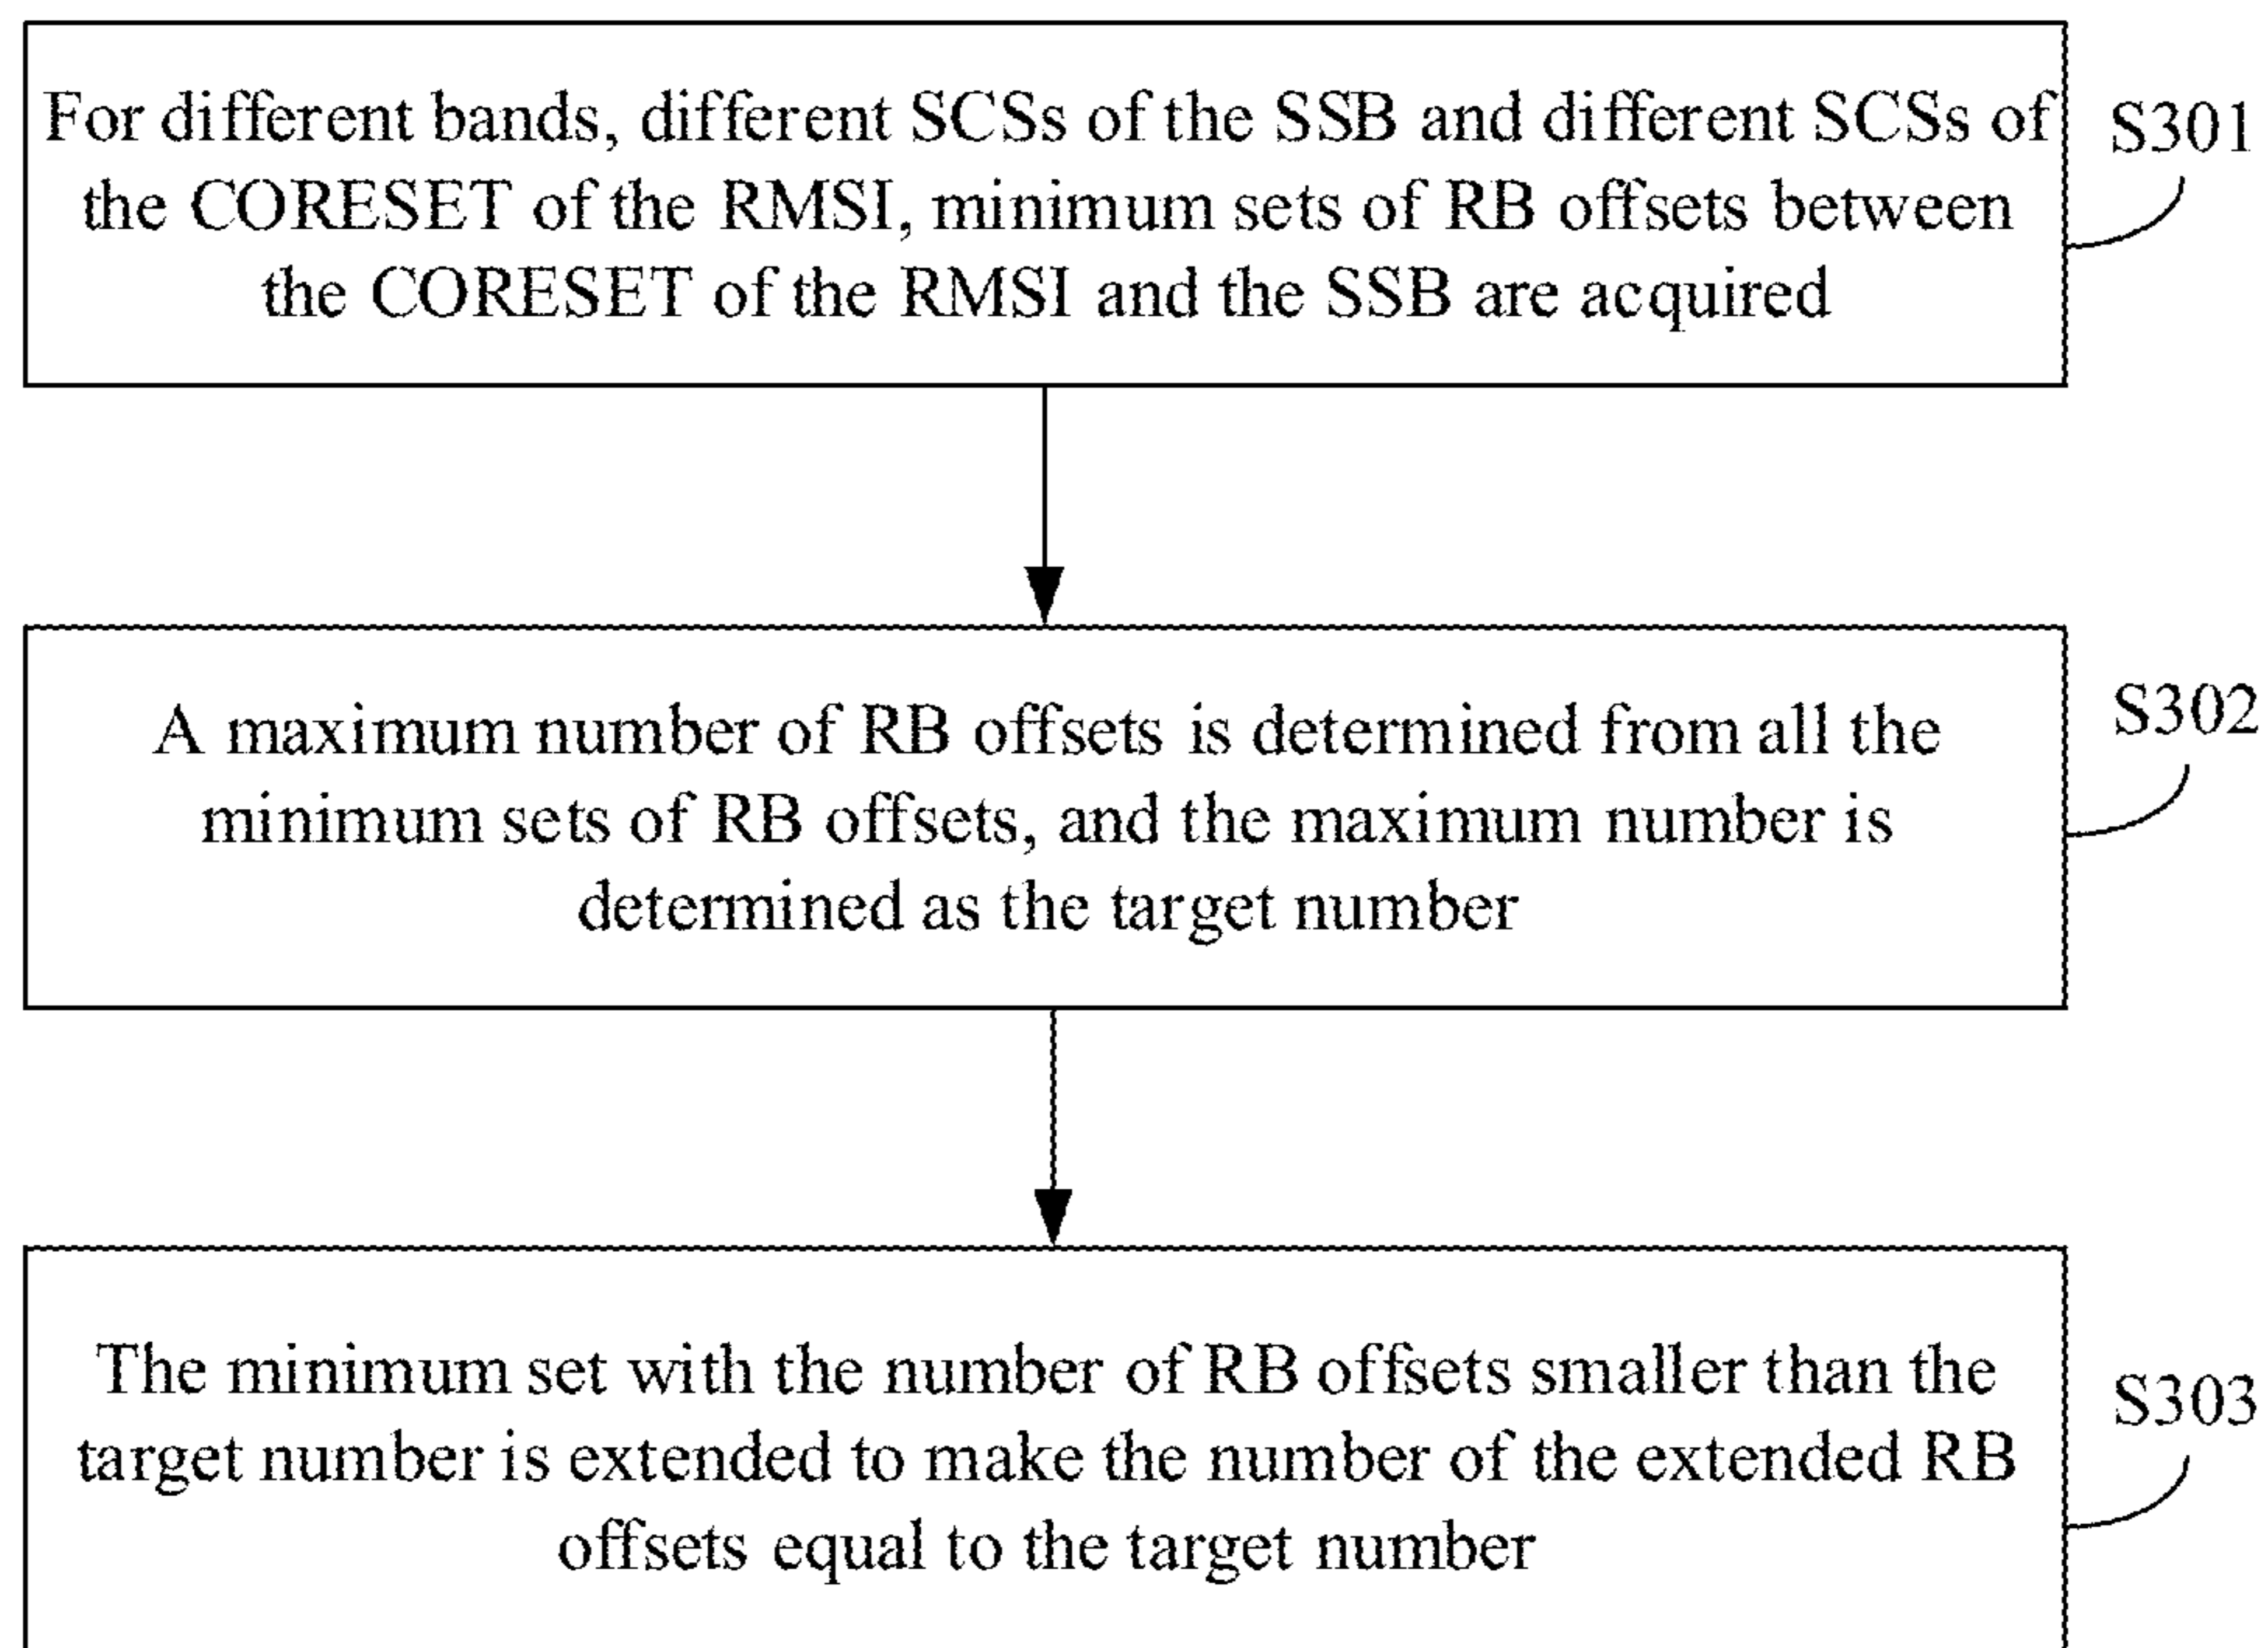 For different bands, different SCSs of the SSB and different SCSs of
the CORESET of the RMSI, minimum sets of RB offsets between
the CORESET of the RMSI and the SSB are acquired
S301
A maximum number of RB offsets is determined from all the
minimum sets of RB offsets, and the maximum number is
determined as the target number
S302
The minimum set with the number of RB offsets smaller than the
target number is extended to make the number of the extended RB
offsets equal to the target number
S303